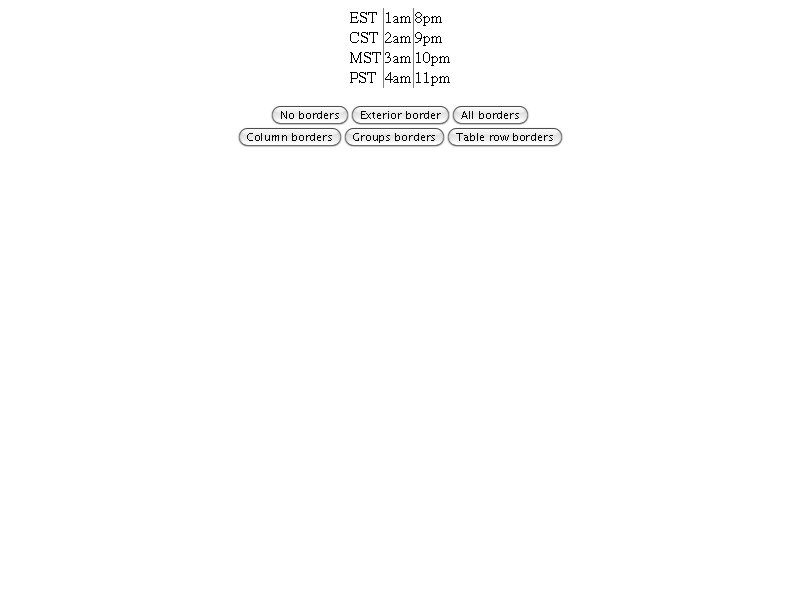 EST 1am 8pm
CST 2am 9pm
MST 3am 10pm
PST 4am 11pm
No borders Exterior border All borders
Column borders Groups borders Table row borders